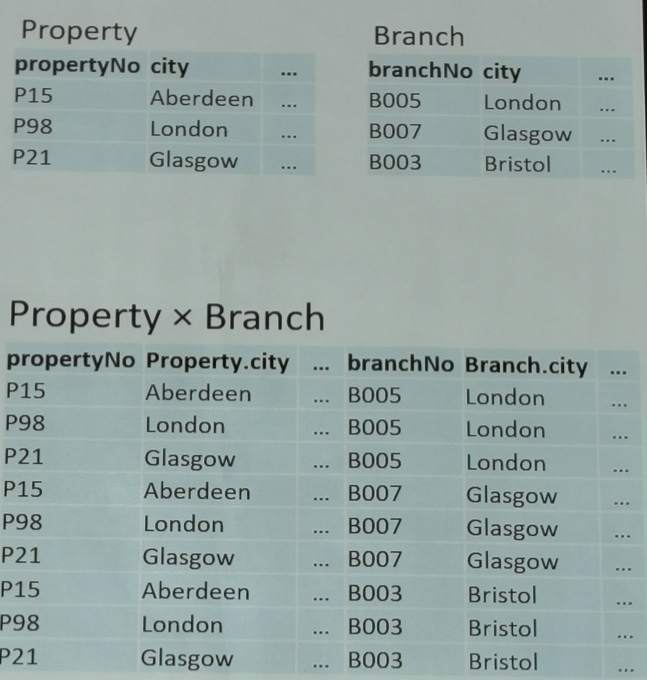 Property
propertyNo city ...
P15 Aberdeen ...
P98 London ...
P21 Glasgow ...
Branch
branchNo city ...
B005 London ...
B007 Glasgow ...
B003 Bristol ...
Property × Branch
propertyNo Property.city ... branchNo Branch.city ...
P15 Aberdeen ... B005 London ...
P98 London ... B005 London ...
P21 Glasgow ... B005 London ...
P15 Aberdeen ... B007 Glasgow ...
P98 London ... B007 Glasgow ...
P21 Glasgow ... B007 Glasgow ...
P15 Aberdeen ... B003 Bristol ...
P98 London ... B003 Bristol ...
P21 Glasgow ... B003 Bristol ...